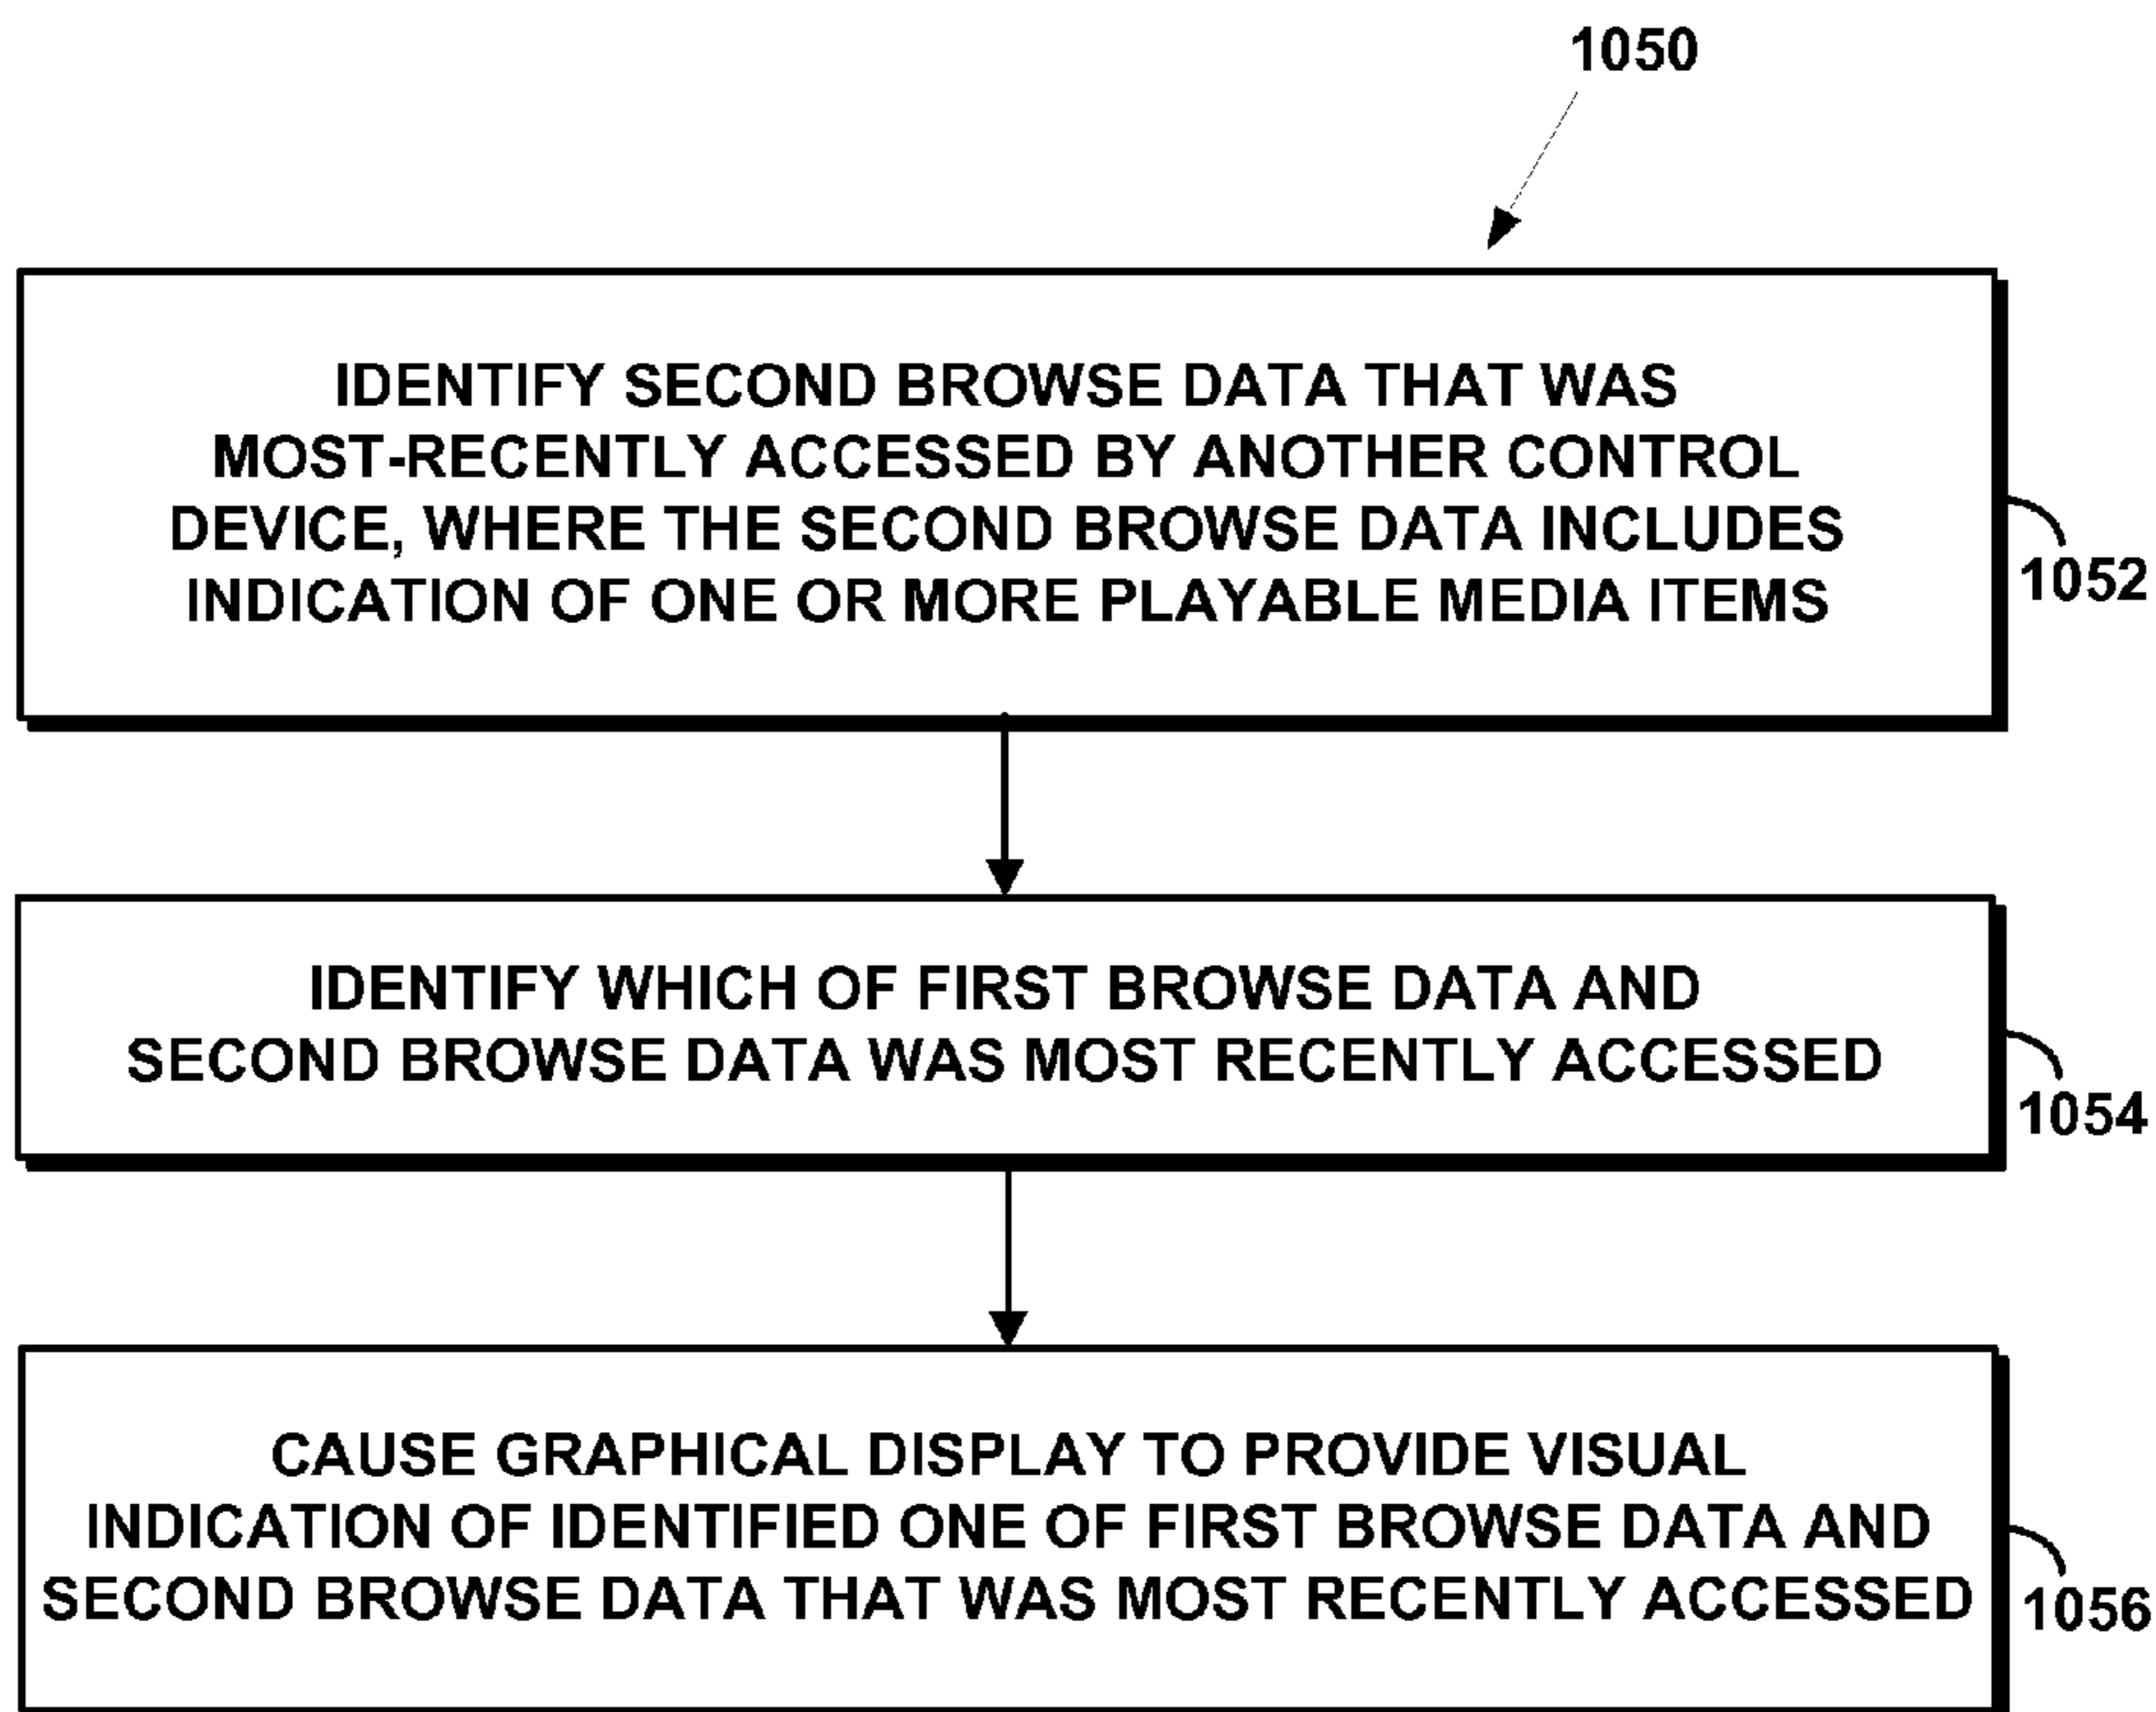 1050
IDENTIFY SECOND BROWSE DATA THAT WAS
MOST-RECENTLY ACCESSED BY ANOTHER CONTROL
DEVICE, WHERE THE SECOND BROWSE DATA INCLUDES
INDICATION OF ONE OR MORE PLAYABLE MEDIA ITEMS
1052
IDENTIFY WHICH OF FIRST BROWSE DATA AND
SECOND BROWSE DATA WAS MOST RECENTLY ACCESSED
1054
CAUSE GRAPHICAL DISPLAY TO PROVIDE VISUAL
INDICATION OF IDENTIFIED ONE OF FIRST BROWSE DATA AND
SECOND BROWSE DATA THAT WAS MOST RECENTLY ACCESSED
1056